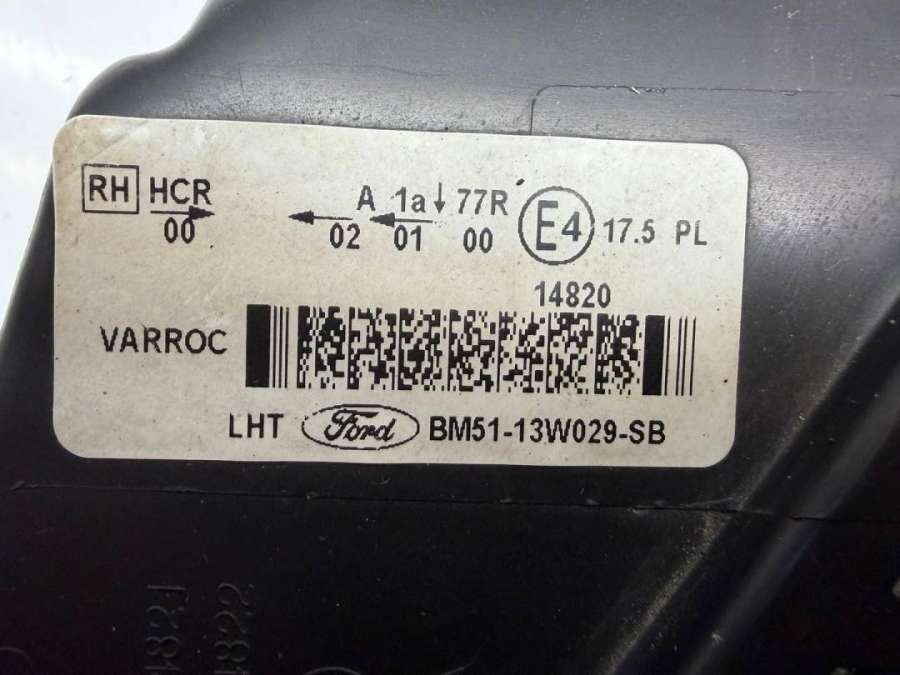 RH HCR A 1a 77R E4 17.5 PL
00 02 01 00
14820
VARROC
LHT Ford BM51-13W029-SB
4822